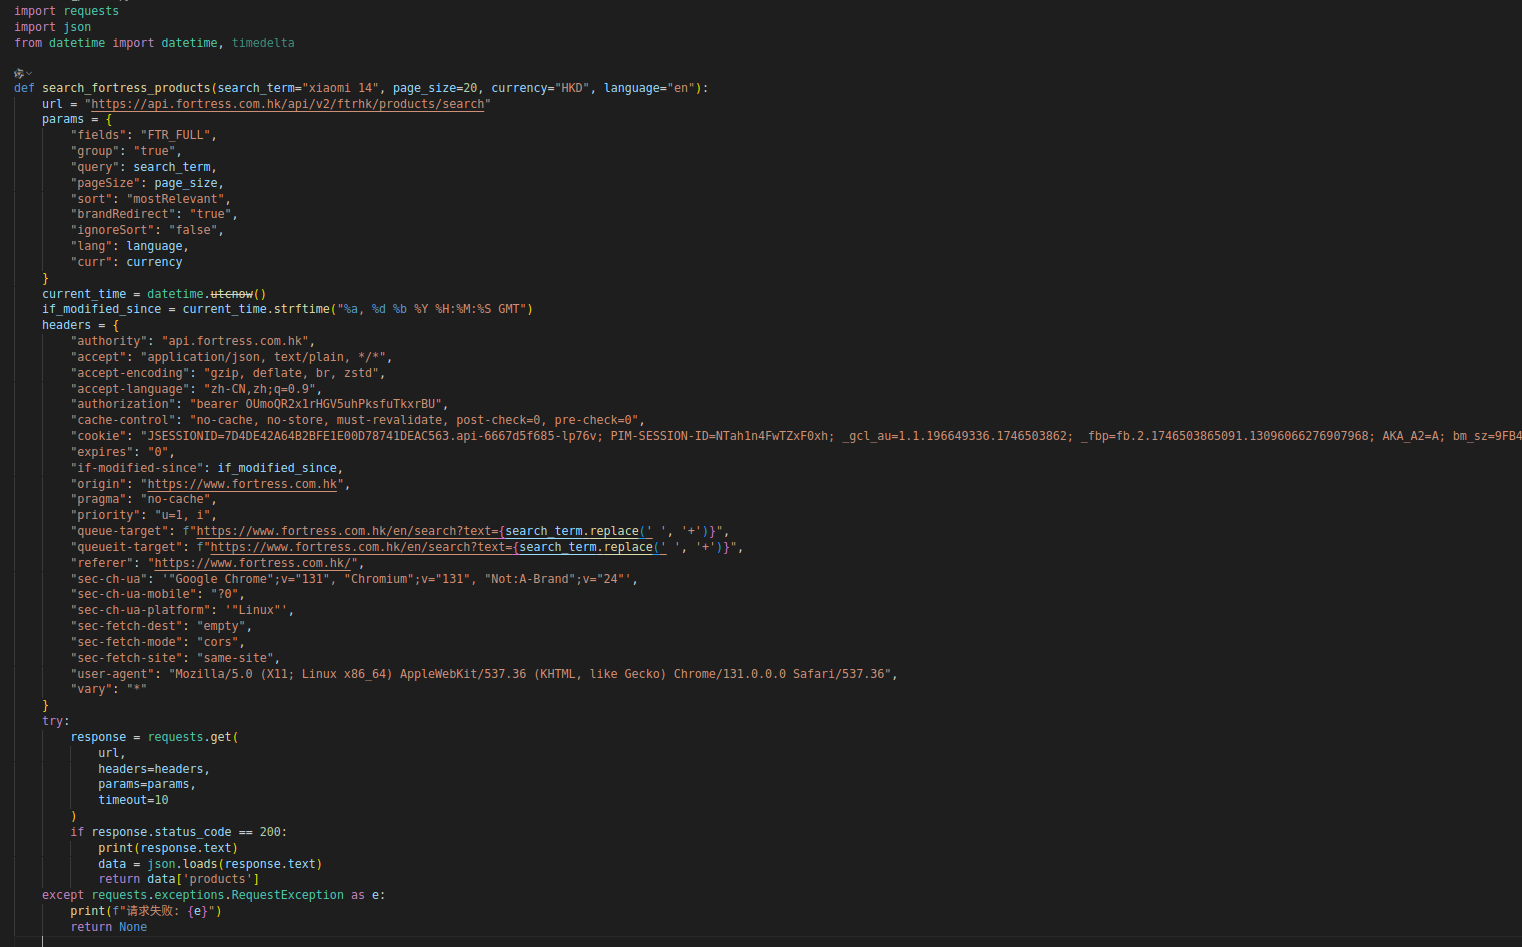 import requests
import json
from datetime import datetime, timedelta
def search_fortress_products(search_term="xiaomi 14", page_size=20, currency="HKD", language="en"):
    url = "https://api.fortress.com.hk/api/v2/ftrhk/products/search"
    params = {
        "fields": "FTR_FULL",
        "group": "true",
        "query": search_term,
        "pageSize": page_size,
        "sort": "mostRelevant",
        "brandRedirect": "true",
        "ignoreSort": "false",
        "lang": language,
        "curr": currency
    }
    current_time = datetime.utcnow()
    if_modified_since = current_time.strftime("%a, %d %b %Y %H:%M:%S GMT")
    headers = {
        "authority": "api.fortress.com.hk",
        "accept": "application/json, text/plain, */*",
        "accept-encoding": "gzip, deflate, br, zstd",
        "accept-language": "zh-CN,zh;q=0.9",
        "authorization": "bearer OUmoQR2x1rHGV5uhPksfuTkxrBU",
        "cache-control": "no-cache, no-store, must-revalidate, post-check=0, pre-check=0",
        "cookie": "JSESSIONID=7D4DE42A64B2BFE1E00D78741DEAC563.api-6667d5f685-lp76v; PIM-SESSION-ID=NTah1n4FwTZxF0xh; _gcl_au=1.1.196649336.1746503862; _fbp=fb.2.1746503865091.13096066276907968; AKA_A2=A; bm_sz=9FB4
        "expires": "0",
        "if-modified-since": if_modified_since,
        "origin": "https://www.fortress.com.hk",
        "pragma": "no-cache",
        "priority": "u=1, i",
        "queue-target": f"https://www.fortress.com.hk/en/search?text={search_term.replace(' ', '+')}",
        "queueit-target": f"https://www.fortress.com.hk/en/search?text={search_term.replace(' ', '+')}",
        "referer": "https://www.fortress.com.hk/",
        "sec-ch-ua": '"Google Chrome";v="131", "Chromium";v="131", "Not:A-Brand";v="24"',
        "sec-ch-ua-mobile": "?0",
        "sec-ch-ua-platform": '"Linux"',
        "sec-fetch-dest": "empty",
        "sec-fetch-mode": "cors",
        "sec-fetch-site": "same-site",
        "user-agent": "Mozilla/5.0 (X11; Linux x86_64) AppleWebKit/537.36 (KHTML, like Gecko) Chrome/131.0.0.0 Safari/537.36",
        "vary": "*"
    }
    try:
        response = requests.get(
            url,
            headers=headers,
            params=params,
            timeout=10
        )
        if response.status_code == 200:
            print(response.text)
            data = json.loads(response.text)
            return data['products']
    except requests.exceptions.RequestException as e:
        print(f"请求失败: {e}")
        return None